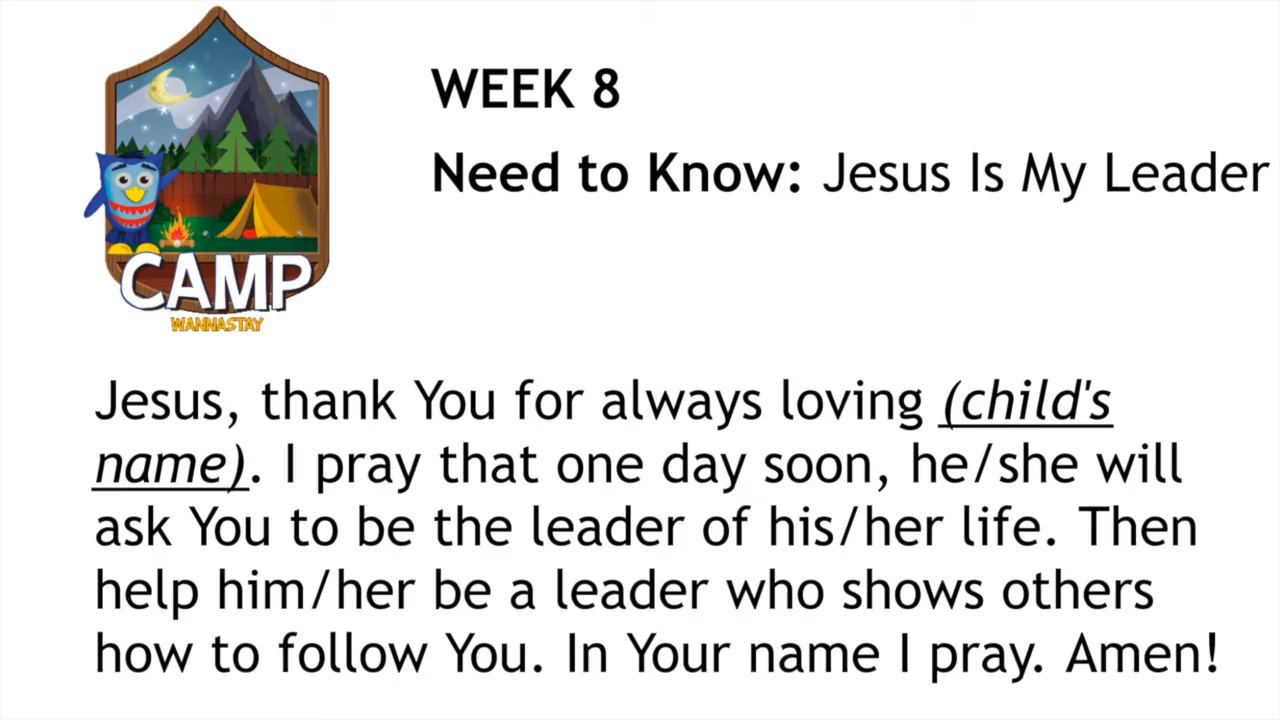 WEEK 8
Need to Know: Jesus Is My Leader
CAMP
WANNASTAY
Jesus, thank You for always loving (child's
name). I pray that one day soon, he/she will
ask You to be the leader of his/her life. Then
help him/her be a leader who shows others
how to follow You. In Your name I pray. Amen!